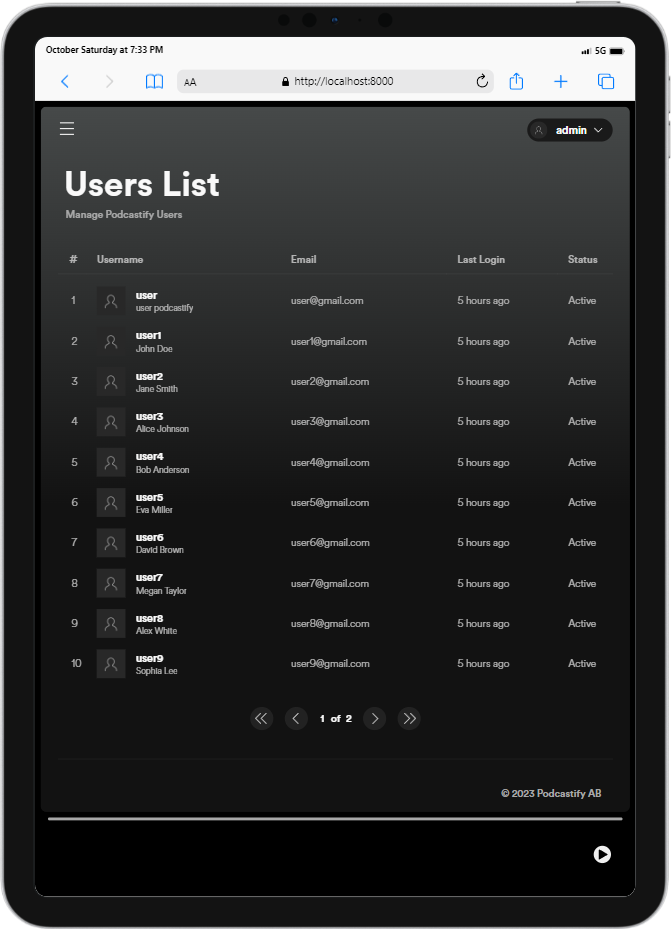 October Saturday at 7:33 PM
5G
AA
http://localhost:8000
admin
Users List
Manage Podcastify Users
# Username Email Last Login Status
1 user user@gmail.com 5 hours ago Active
user podcastify
2 user1 user1@gmail.com 5 hours ago Active
John Doe
3 user2 user2@gmail.com 5 hours ago Active
Jane Smith
4 user3 user3@gmail.com 5 hours ago Active
Alice Johnson
5 user4 user4@gmail.com 5 hours ago Active
Bob Anderson
6 user5 user5@gmail.com 5 hours ago Active
Eva Miller
7 user6 user6@gmail.com 5 hours ago Active
David Brown
8 user7 user7@gmail.com 5 hours ago Active
Megan Taylor
9 user8 user8@gmail.com 5 hours ago Active
Alex White
10 user9 user9@gmail.com 5 hours ago Active
Sophia Lee
1 of 2
© 2023 Podcastify AB